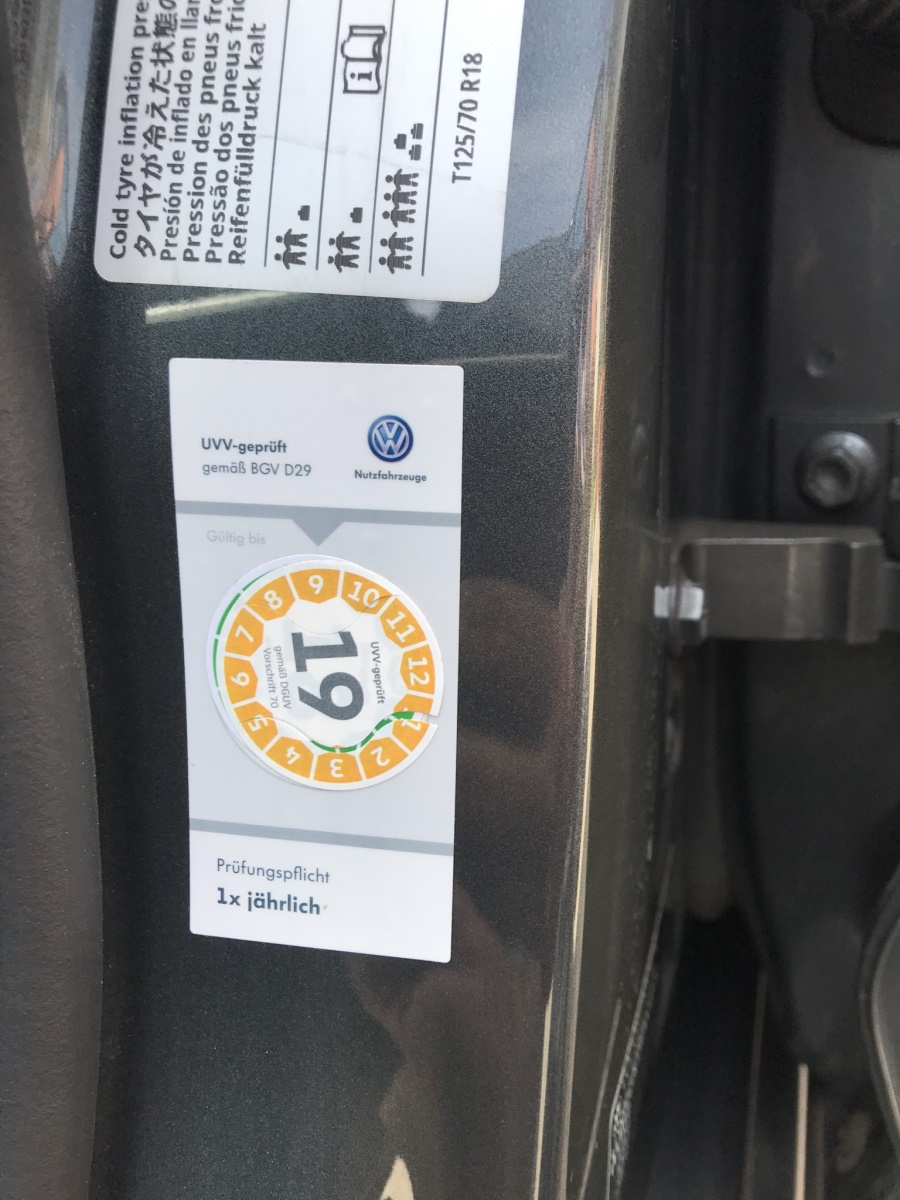 Cold tyre inflation pre
タイヤが冷えた状態の
Presión de inflado en llan
Pression des pneus fro
Pressão dos pneus frio
Reifenfülldruck kalt
i
T125/70 R18
UVV-geprüft
gemäß BGV D29
Nutzfahrzeuge
Gültig bis
1 2 3 4 5 6 7 8 9 10 11 12
UVV-geprüft
19
gemäß DGUV
Vorschrift 70
Prüfungspflicht
1x jährlich